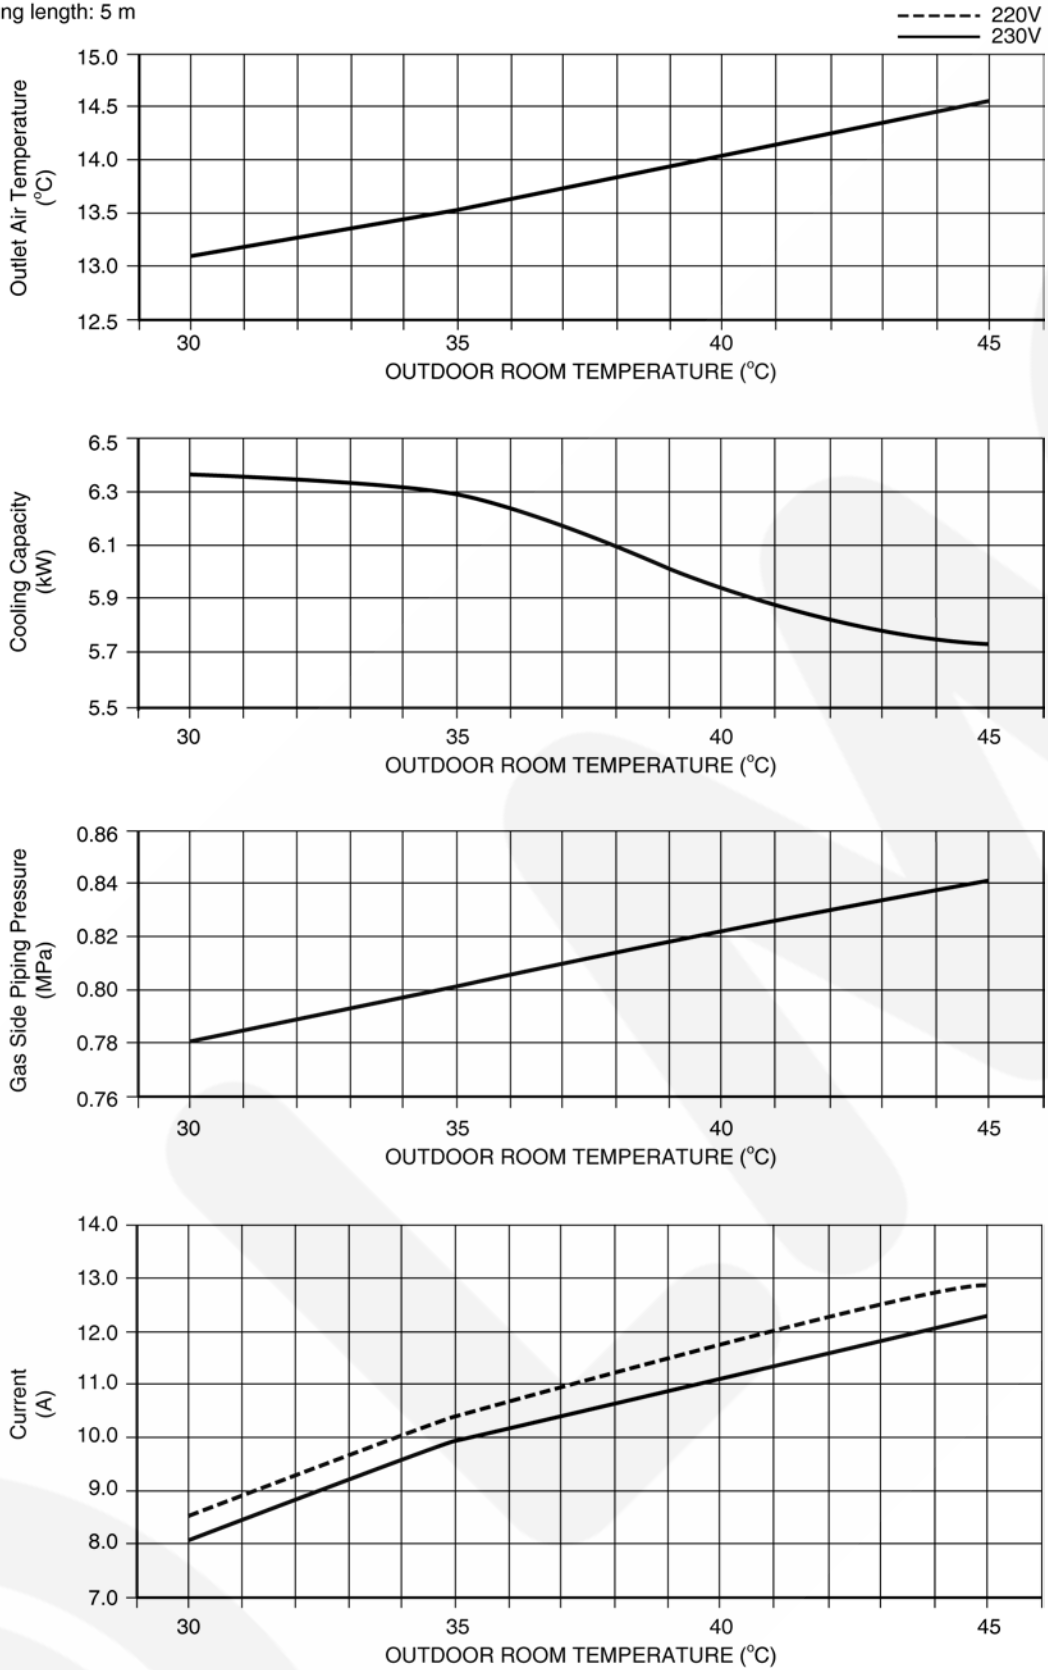 ng length: 5 m
220V
230V
Outlet Air Temperature
(°C)
15.0
14.5
14.0
13.5
13.0
12.5
30 35 40 45
OUTDOOR ROOM TEMPERATURE (°C)
Cooling Capacity
(kW)
6.5
6.3
6.1
5.9
5.7
5.5
30 35 40 45
OUTDOOR ROOM TEMPERATURE (°C)
Gas Side Piping Pressure
(MPa)
0.86
0.84
0.82
0.80
0.78
0.76
30 35 40 45
OUTDOOR ROOM TEMPERATURE (°C)
Current
(A)
14.0
13.0
12.0
11.0
10.0
9.0
8.0
7.0
30 35 40 45
OUTDOOR ROOM TEMPERATURE (°C)